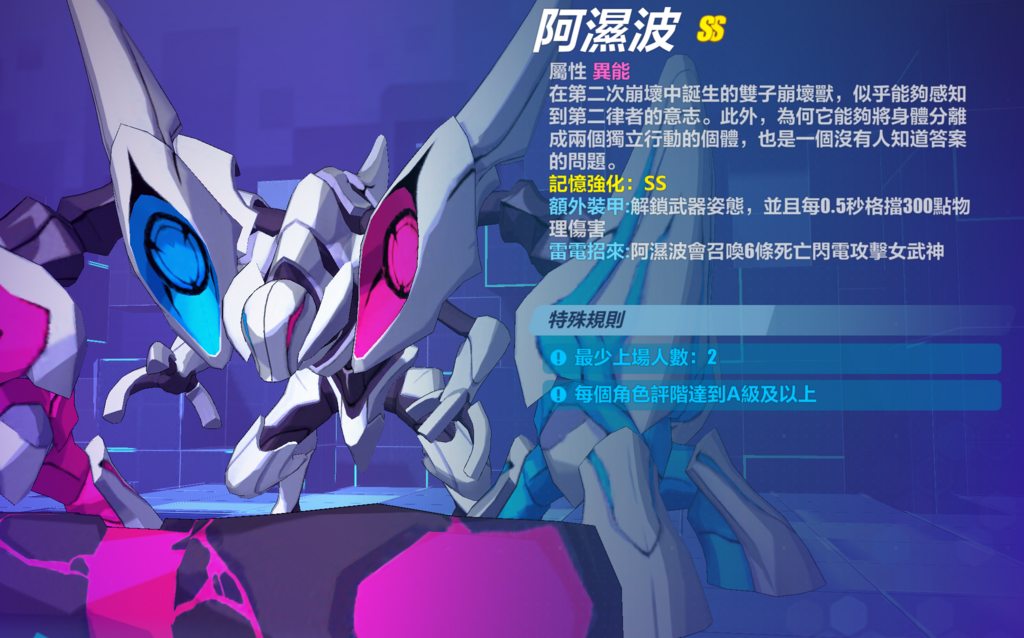 阿濕波 SS
屬性 異能
在第二次崩壞中誕生的雙子崩壞獸，似乎能夠感知
到第二律者的意志。此外，為何它能夠將身體分離
成兩個獨立行動的個體，也是一個沒有人知道答案
的問題。
記憶強化：SS
額外裝甲:解鎖武器姿態，並且每0.5秒格擋300點物
理傷害
雷電招來:阿濕波會召喚6條死亡閃電攻擊女武神
特殊規則
最少上場人數：2
每個角色評階達到A級及以上